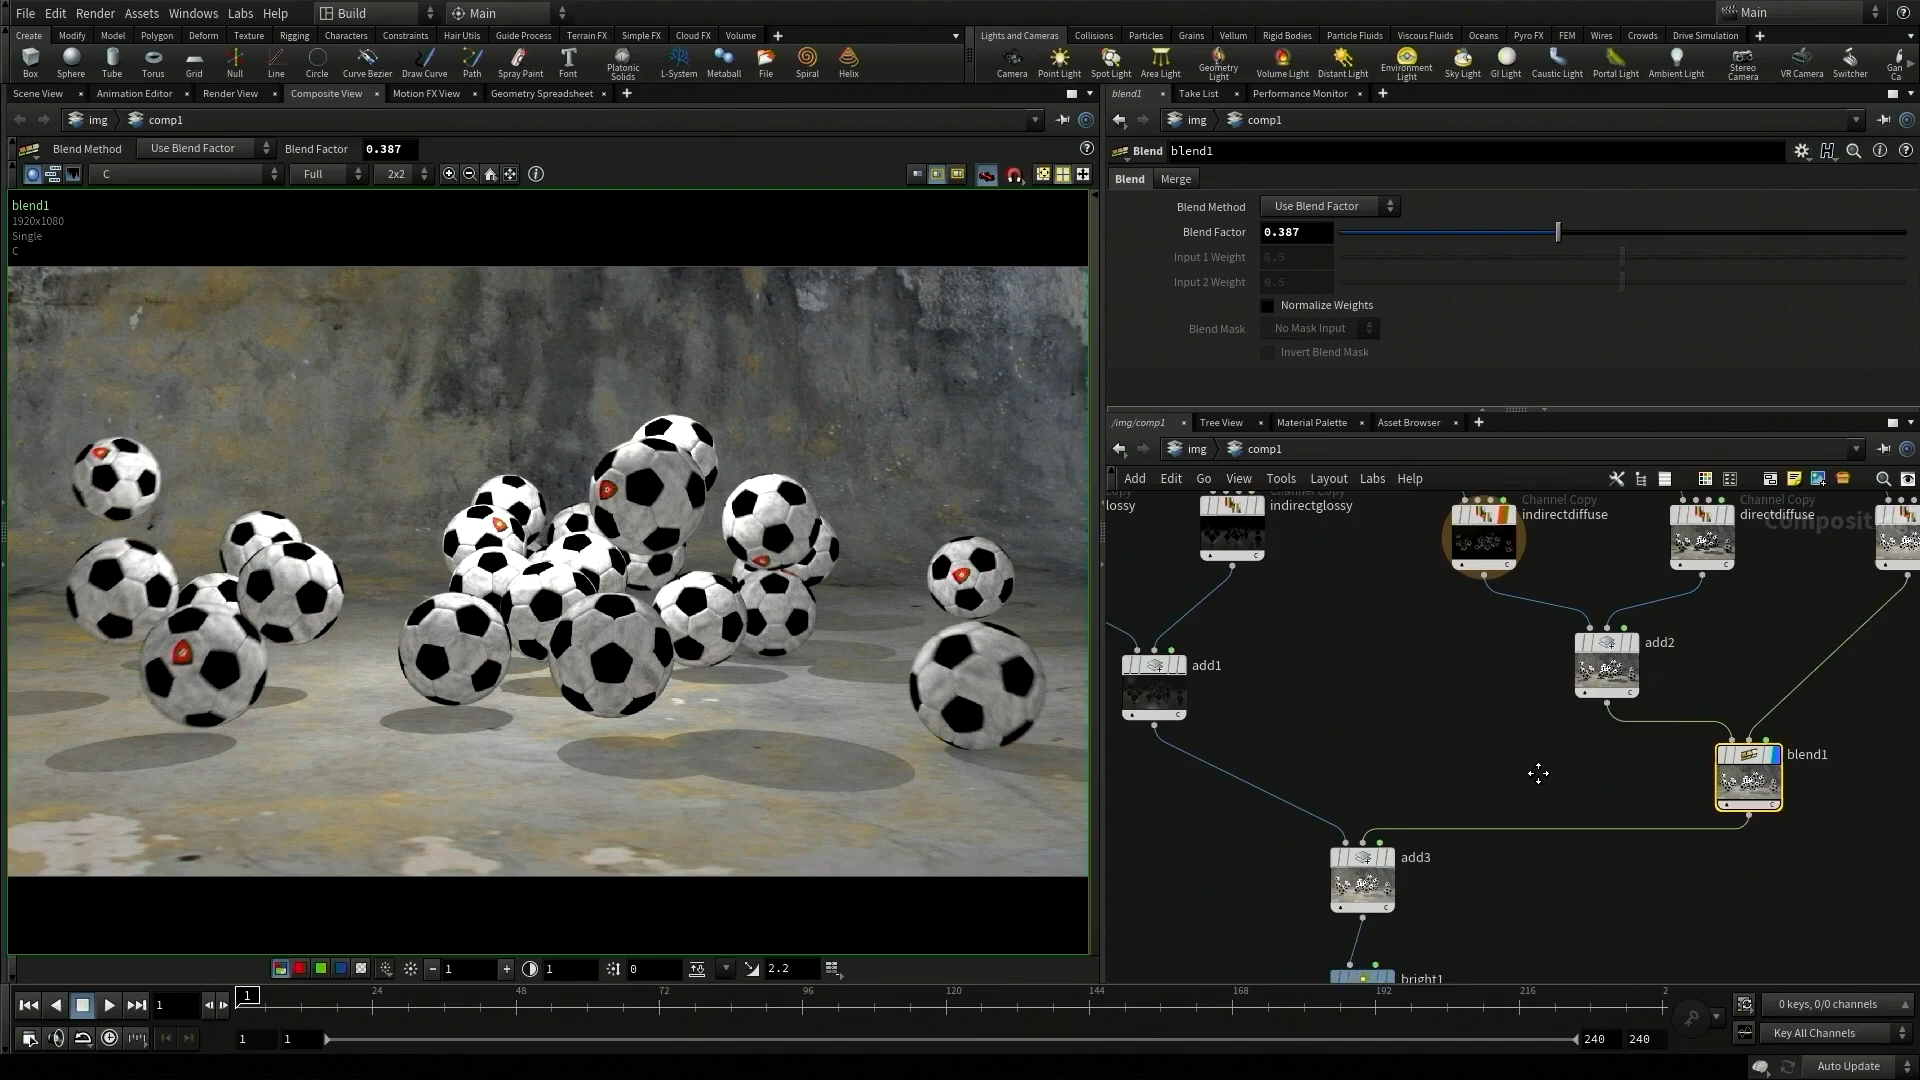 File Edit Render Assets Windows Labs Help Build Main Main
Create Modify Model Polygon Deform Texture Rigging Characters Constraints Hair Utils Guide Process Terrain FX Simple FX Cloud FX Volume
Lights and Cameras Collisions Particles Grains Vellum Rigid Bodies Particle Fluids Viscous Fluids Oceans Pyro FX FEM Wires Crowds Drive Simulation
Box Sphere Tube Torus Grid Null Line Circle Curve Bezier Draw Curve Path Spray Paint Font Platonic Solids L-System Metaball File Spiral Helix
Camera Point Light Spot Light Area Light Geometry Light Volume Light Distant Light Environment Light Sky Light GI Light Caustic Light Portal Light Ambient Light Stereo Camera VR Camera Switcher Gan Ca
Scene View Animation Editor Render View Composite View Motion FX View Geometry Spreadsheet
blend1 Take List Performance Monitor
img comp1
img comp1
Blend Method Use Blend Factor Blend Factor 0.387
Blend blend1
C Full 2x2
Blend Merge
blend1
1920x1080
Single
C
Blend Method Use Blend Factor
Blend Factor 0.387
Input 1 Weight 0.5
Input 2 Weight 0.5
Normalize Weights
Blend Mask No Mask Input
Invert Blend Mask
/img/comp1 Tree View Material Palette Asset Browser
img comp1
Add Edit Go View Tools Layout Labs Help
Channel Copy
Channel Copy
Channel Copy
lossy
indirectglossy
indirectdiffuse
directdiffuse
add2
add1
blend1
add3
bright1
1 1 0 2.2
1 1 24 48 72 96 120 144 168 192 216 2
0 keys, 0/0 channels
1 1 240 240
Key All Channels
Auto Update